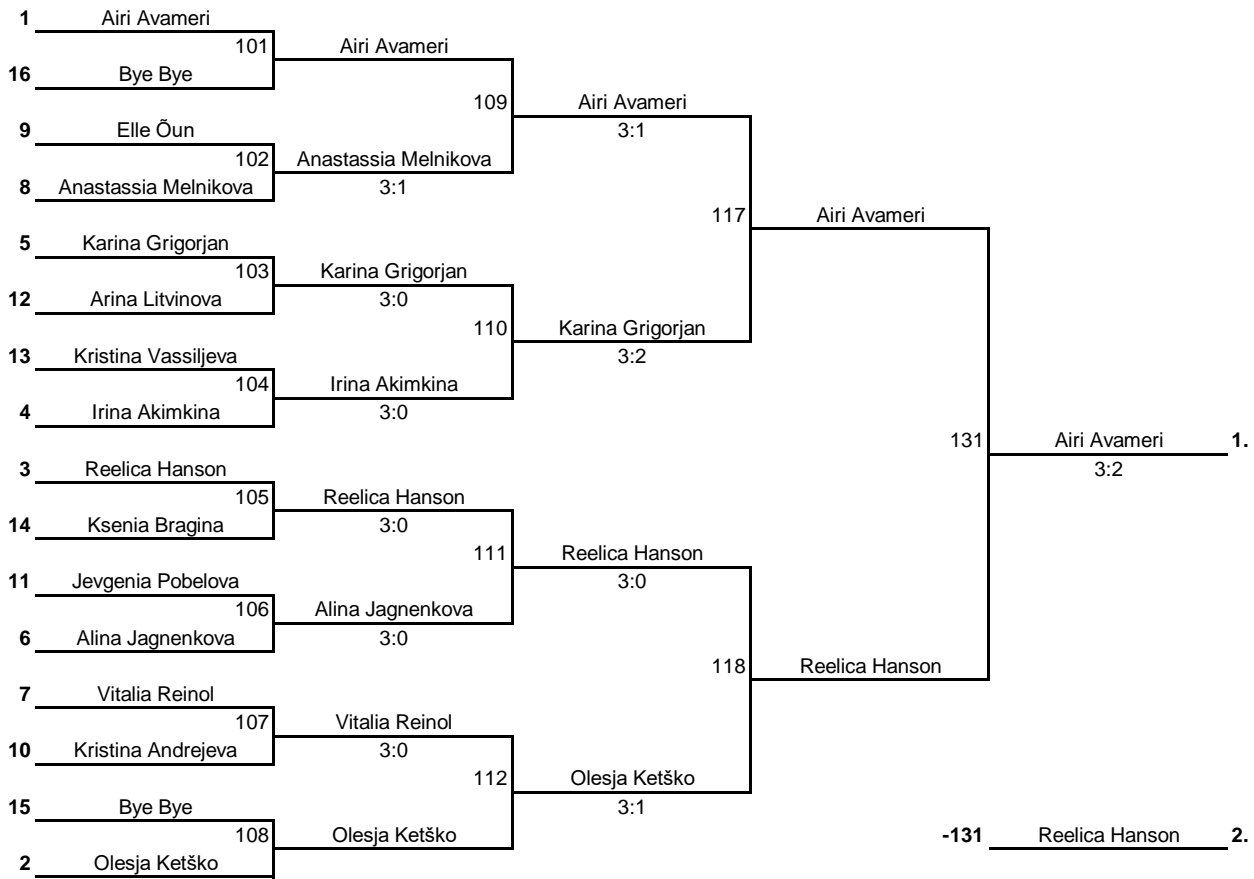 1 Airi Avameri
101 Airi Avameri
16 Bye Bye
109 Airi Avameri
3:1
9 Elle Õun
102 Anastassia Melnikova
3:1
8 Anastassia Melnikova
117 Airi Avameri
5 Karina Grigorjan
103 Karina Grigorjan
3:0
12 Arina Litvinova
110 Karina Grigorjan
3:2
13 Kristina Vassiljeva
104 Irina Akimkina
3:0
4 Irina Akimkina
131 Airi Avameri 1.
3:2
3 Reelica Hanson
105 Reelica Hanson
3:0
14 Ksenia Bragina
111 Reelica Hanson
3:0
11 Jevgenia Pobelova
106 Alina Jagnenkova
3:0
6 Alina Jagnenkova
118 Reelica Hanson
7 Vitalia Reinol
107 Vitalia Reinol
3:0
10 Kristina Andrejeva
112 Olesja Ketško
3:1
15 Bye Bye
108 Olesja Ketško
-131 Reelica Hanson 2.
2 Olesja Ketško